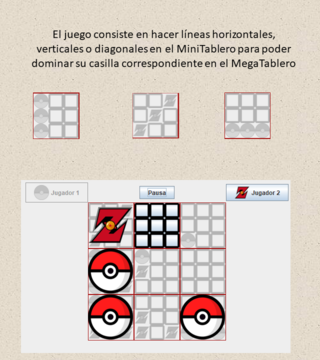 El juego consiste en hacer líneas horizontales,
verticales o diagonales en el MiniTablero para poder
dominar su casilla correspondiente en el MegaTablero
Jugador 1
Pausa
Jugador 2